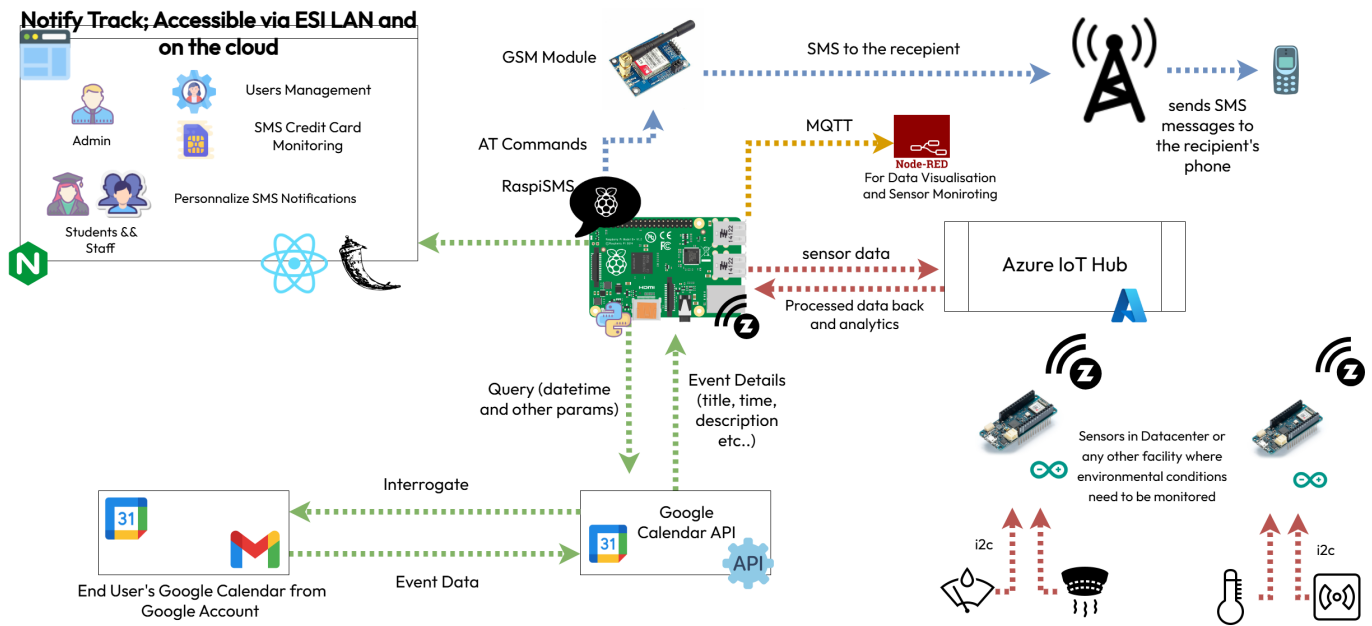 Notify Track; Accessible via ESI LAN and
on the cloud
Admin
Users Management
SMS Credit Card
Monitoring
Students &&
Staff
Personnalize SMS Notifications
N
GSM Module
SMS to the recepient
sends SMS
messages to
the recipient's
phone
AT Commands
RaspiSMS
MQTT
Node-RED
For Data Visualisation
and Sensor Moniroting
HDMI
14122
14122
sensor data
Processed data back
and analytics
Azure IoT Hub
Z
Z
Z
Query (datetime
and other params)
Event Details
(title, time,
description
etc..)
Sensors in Datacenter or
any other facility where
environmental conditions
need to be monitored
Interrogate
Event Data
31
31
Google
Calendar API
API
End User's Google Calendar from
Google Account
i2c
i2c